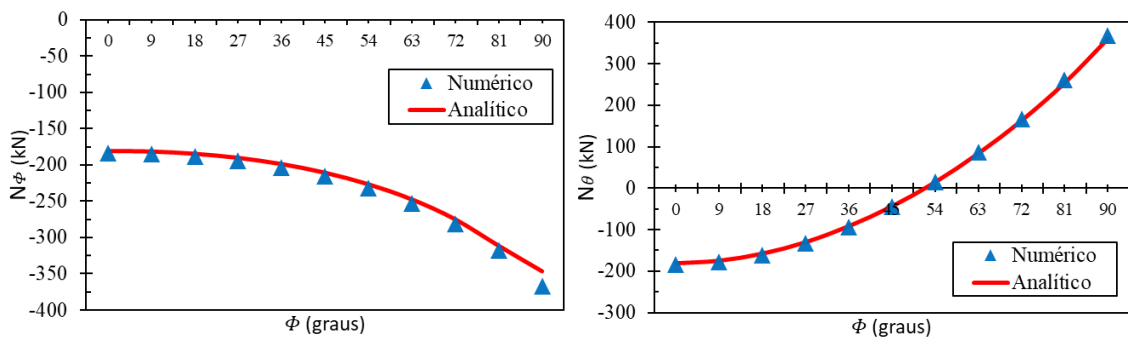 0
0 9 18 27 36 45 54 63 72 81 90
-50
-100
-150
-200
-250
-300
-350
-400
NΦ (kN)
Numérico
Analítico
Φ (graus)
400
300
200
100
0
0 9 18 27 36 45 54 63 72 81 90
-100
-200
-300
Nθ (kN)
Numérico
Analítico
Φ (graus)